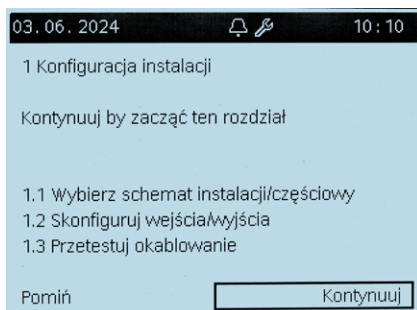 03. 06. 2024 10:10
1 Konfiguracja instalacji
Kontynuuj by zacząć ten rozdział
1.1 Wybierz schemat instalacji/częściowy
1.2 Skonfiguruj wejścia/wyjścia
1.3 Przetestuj okablowanie
Pomiń Kontynuuj